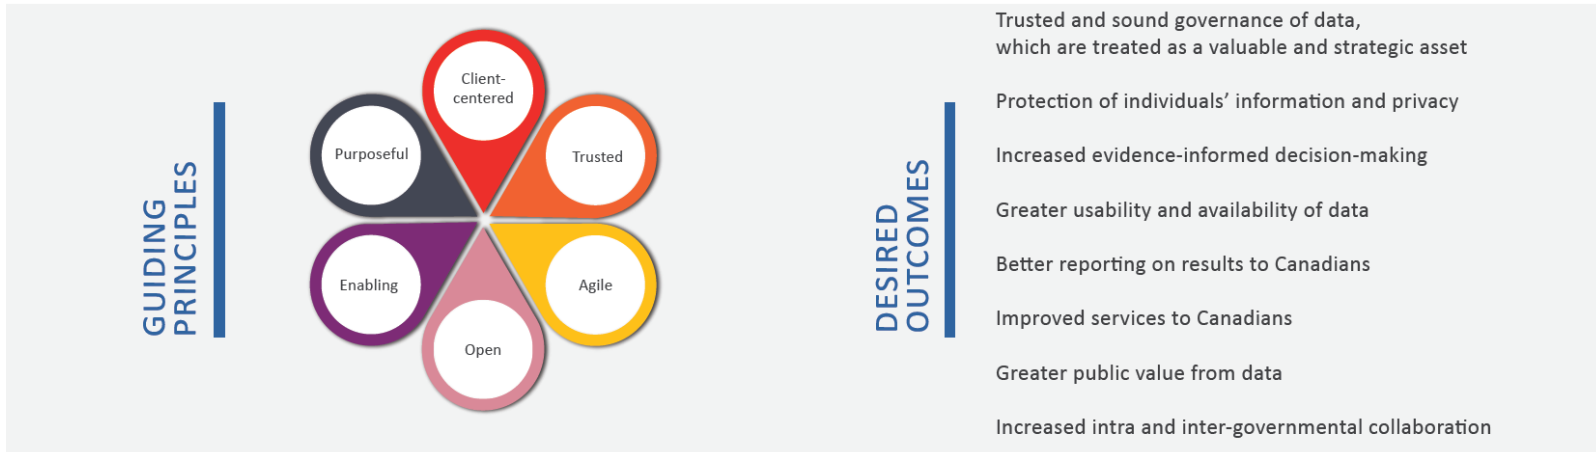 GUIDING
PRINCIPLES
Client-
centered
Trusted
Agile
Open
Enabling
Purposeful
DESIRED
OUTCOMES
Trusted and sound governance of data,
which are treated as a valuable and strategic asset
Protection of individuals’ information and privacy
Increased evidence-informed decision-making
Greater usability and availability of data
Better reporting on results to Canadians
Improved services to Canadians
Greater public value from data
Increased intra and inter-governmental collaboration